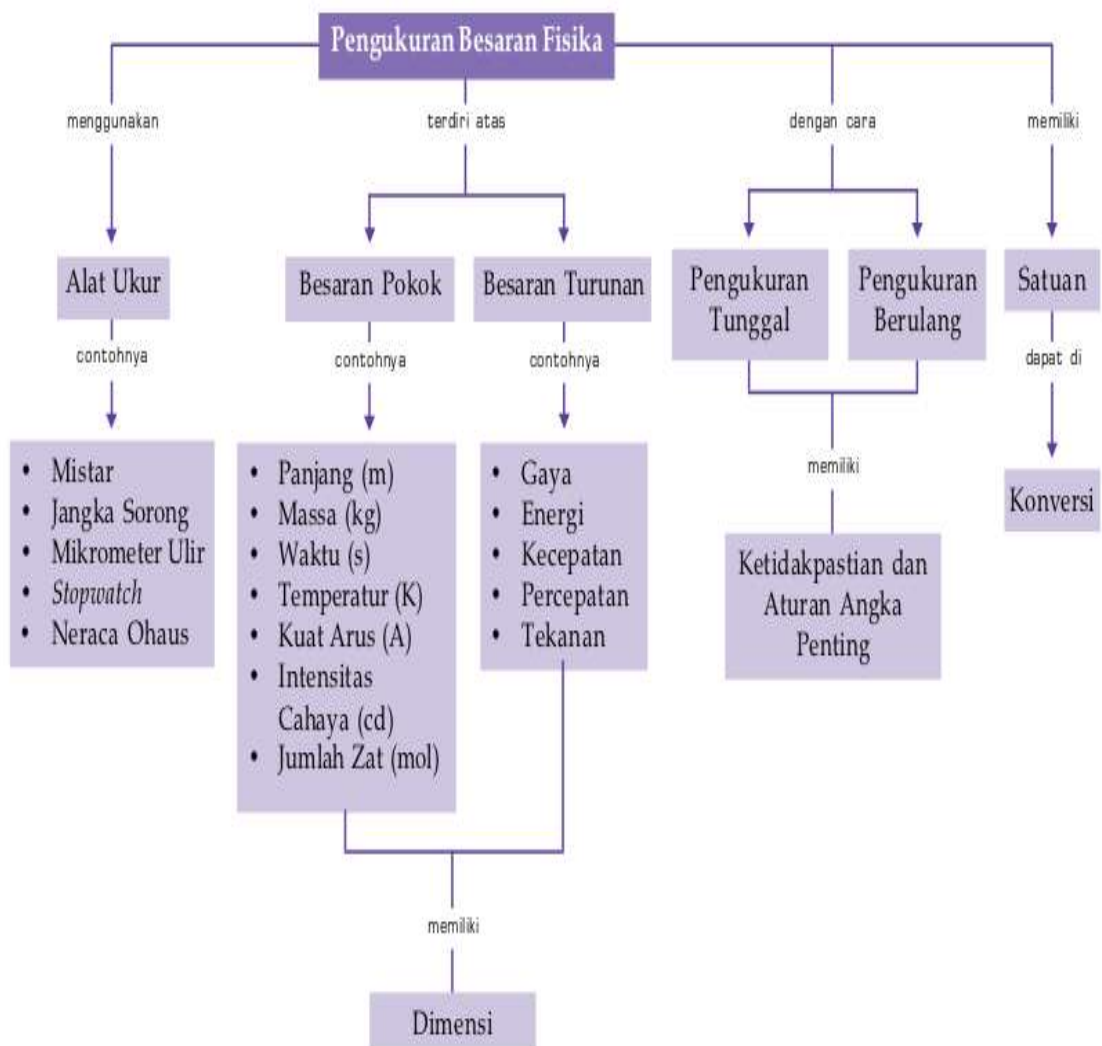 Pengukuran Besaran Fisika
menggunakan
terdiri atas
dengan cara
memiliki
Alat Ukur
Besaran Pokok
Besaran Turunan
Pengukuran
Tunggal
Pengukuran
Berulang
Satuan
contohnya
contohnya
contohnya
dapat di
• Mistar
• Jangka Sorong
• Mikrometer Ulir
• Stopwatch
• Neraca Ohaus
• Panjang (m)
• Massa (kg)
• Waktu (s)
• Temperatur (K)
• Kuat Arus (A)
• Intensitas
Cahaya (cd)
• Jumlah Zat (mol)
• Gaya
• Energi
• Kecepatan
• Percepatan
• Tekanan
memiliki
Ketidakpastian dan
Aturan Angka
Penting
Konversi
memiliki
Dimensi